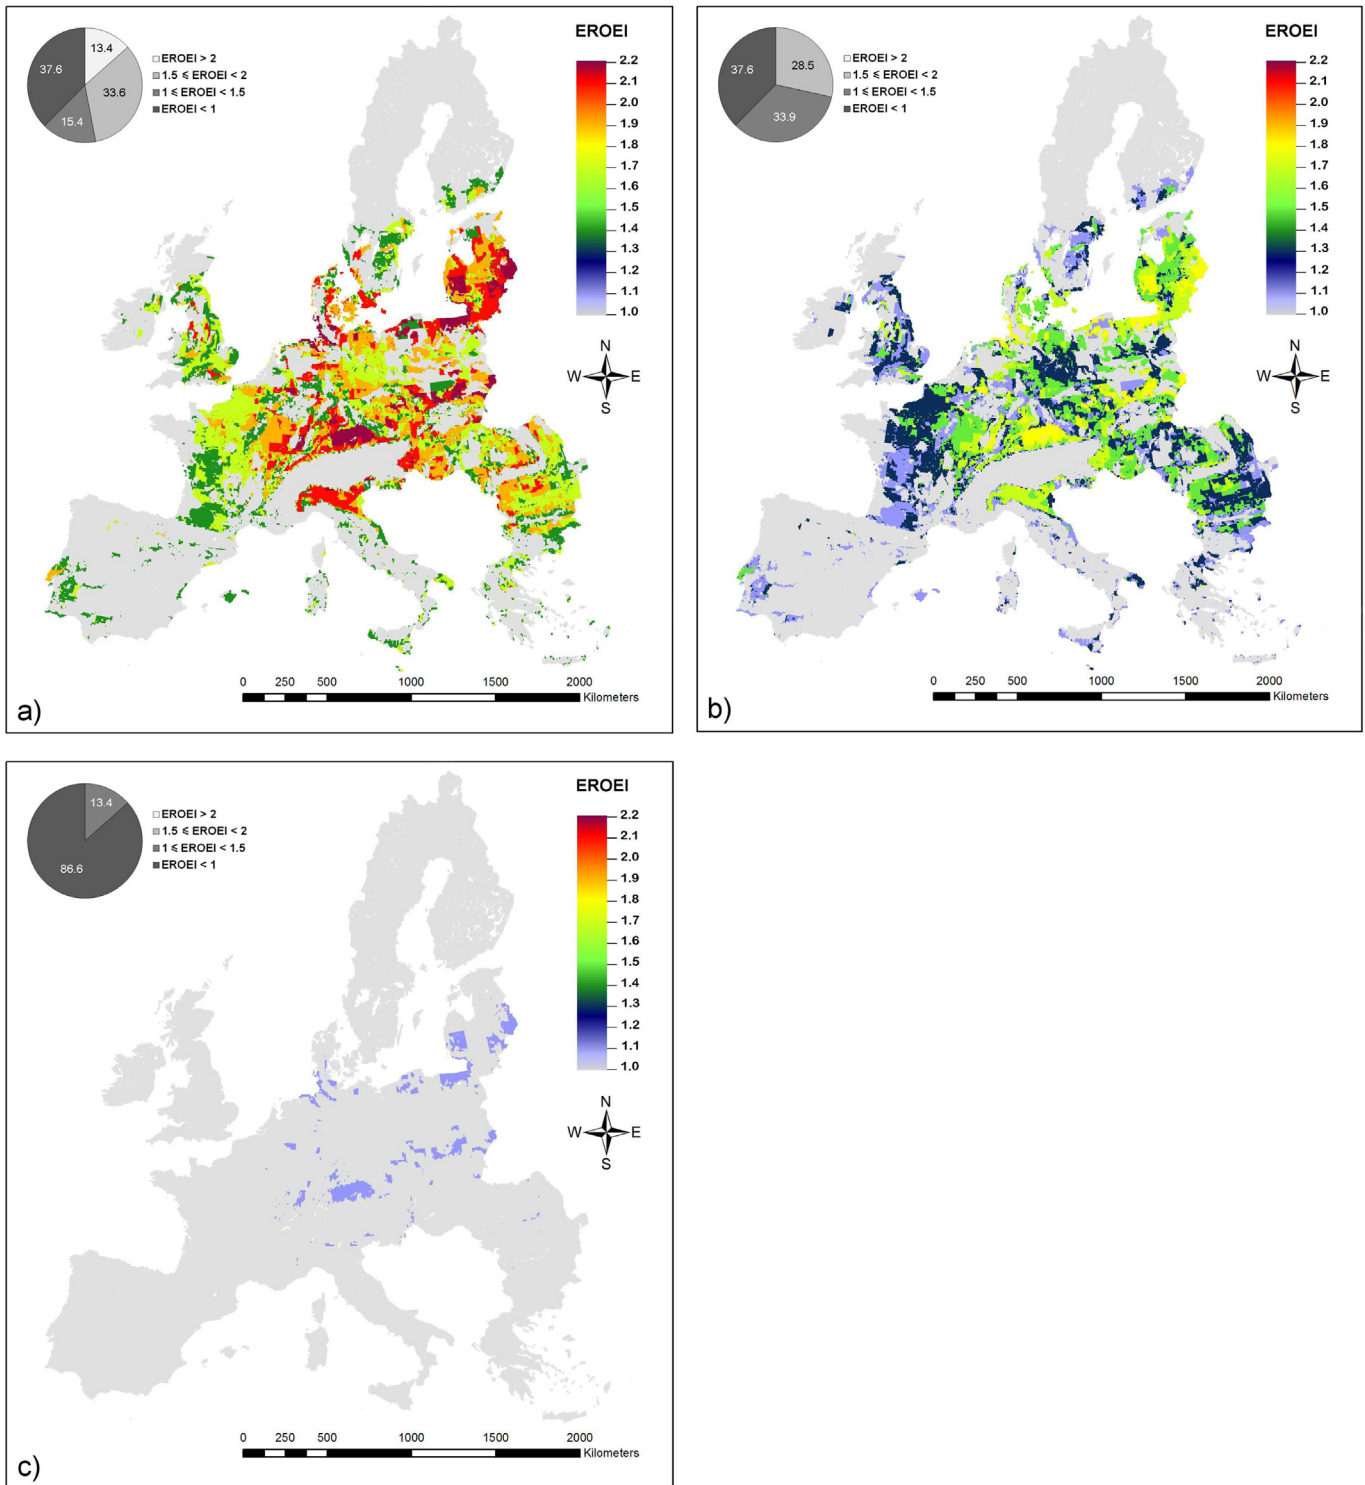 EROEI
13.4
37.6
33.6
15.4
EROEI > 2
1.5 ⩽ EROEI < 2
1 ⩽ EROEI < 1.5
EROEI < 1
2.2
2.1
2.0
1.9
1.8
1.7
1.6
1.5
1.4
1.3
1.2
1.1
1.0
N
W E
S
0 250 500 1000 1500 2000
Kilometers
a)
EROEI
37.6
28.5
33.9
EROEI > 2
1.5 ⩽ EROEI < 2
1 ⩽ EROEI < 1.5
EROEI < 1
2.2
2.1
2.0
1.9
1.8
1.7
1.6
1.5
1.4
1.3
1.2
1.1
1.0
N
W E
S
0 250 500 1000 1500 2000
Kilometers
b)
EROEI
13.4
86.6
EROEI > 2
1.5 ⩽ EROEI < 2
1 ⩽ EROEI < 1.5
EROEI < 1
2.2
2.1
2.0
1.9
1.8
1.7
1.6
1.5
1.4
1.3
1.2
1.1
1.0
N
W E
S
0 250 500 1000 1500 2000
Kilometers
c)